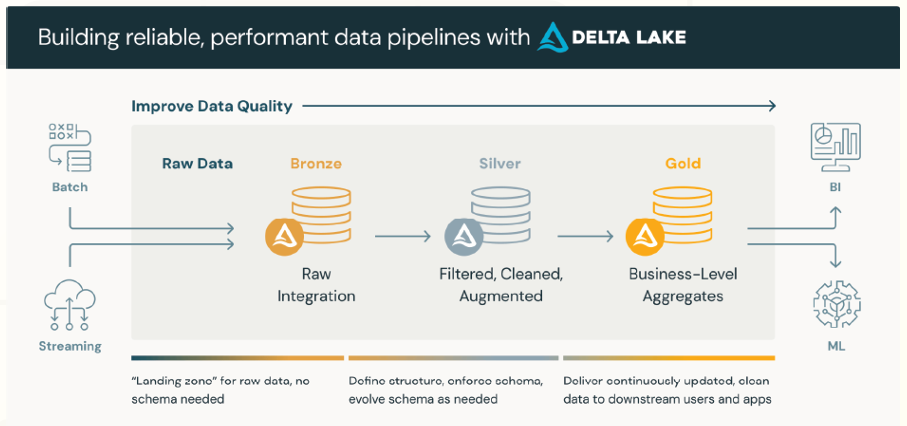 Building reliable, performant data pipelines with DELTA LAKE
Improve Data Quality
Batch
Streaming
Raw Data
Bronze
Raw
Integration
Silver
Filtered, Cleaned,
Augmented
Gold
Business-Level
Aggregates
BI
ML
“Landing zone” for raw data, no
schema needed
Define structure, enforce schema,
evolve schema as needed
Deliver continuously updated, clean
data to downstream users and apps